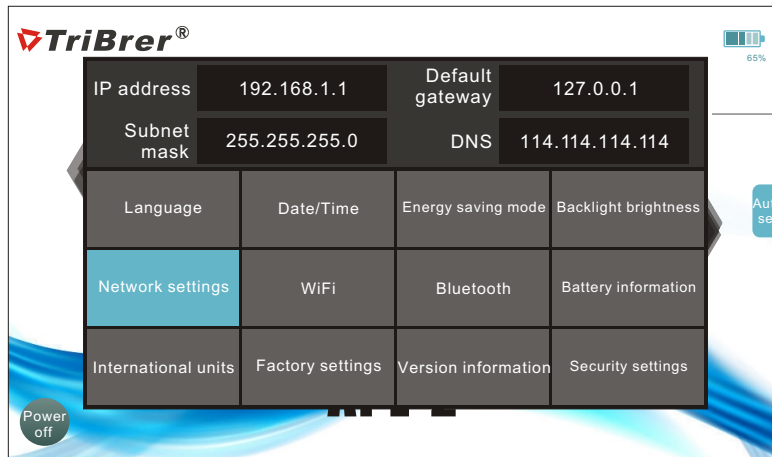 TriBrer®
65%
IP address 192.168.1.1 Default gateway 127.0.0.1
Subnet mask 255.255.255.0 DNS 114.114.114.114
Language Date/Time Energy saving mode Backlight brightness
Network settings WiFi Bluetooth Battery information
International units Factory settings Version information Security settings
Power
off